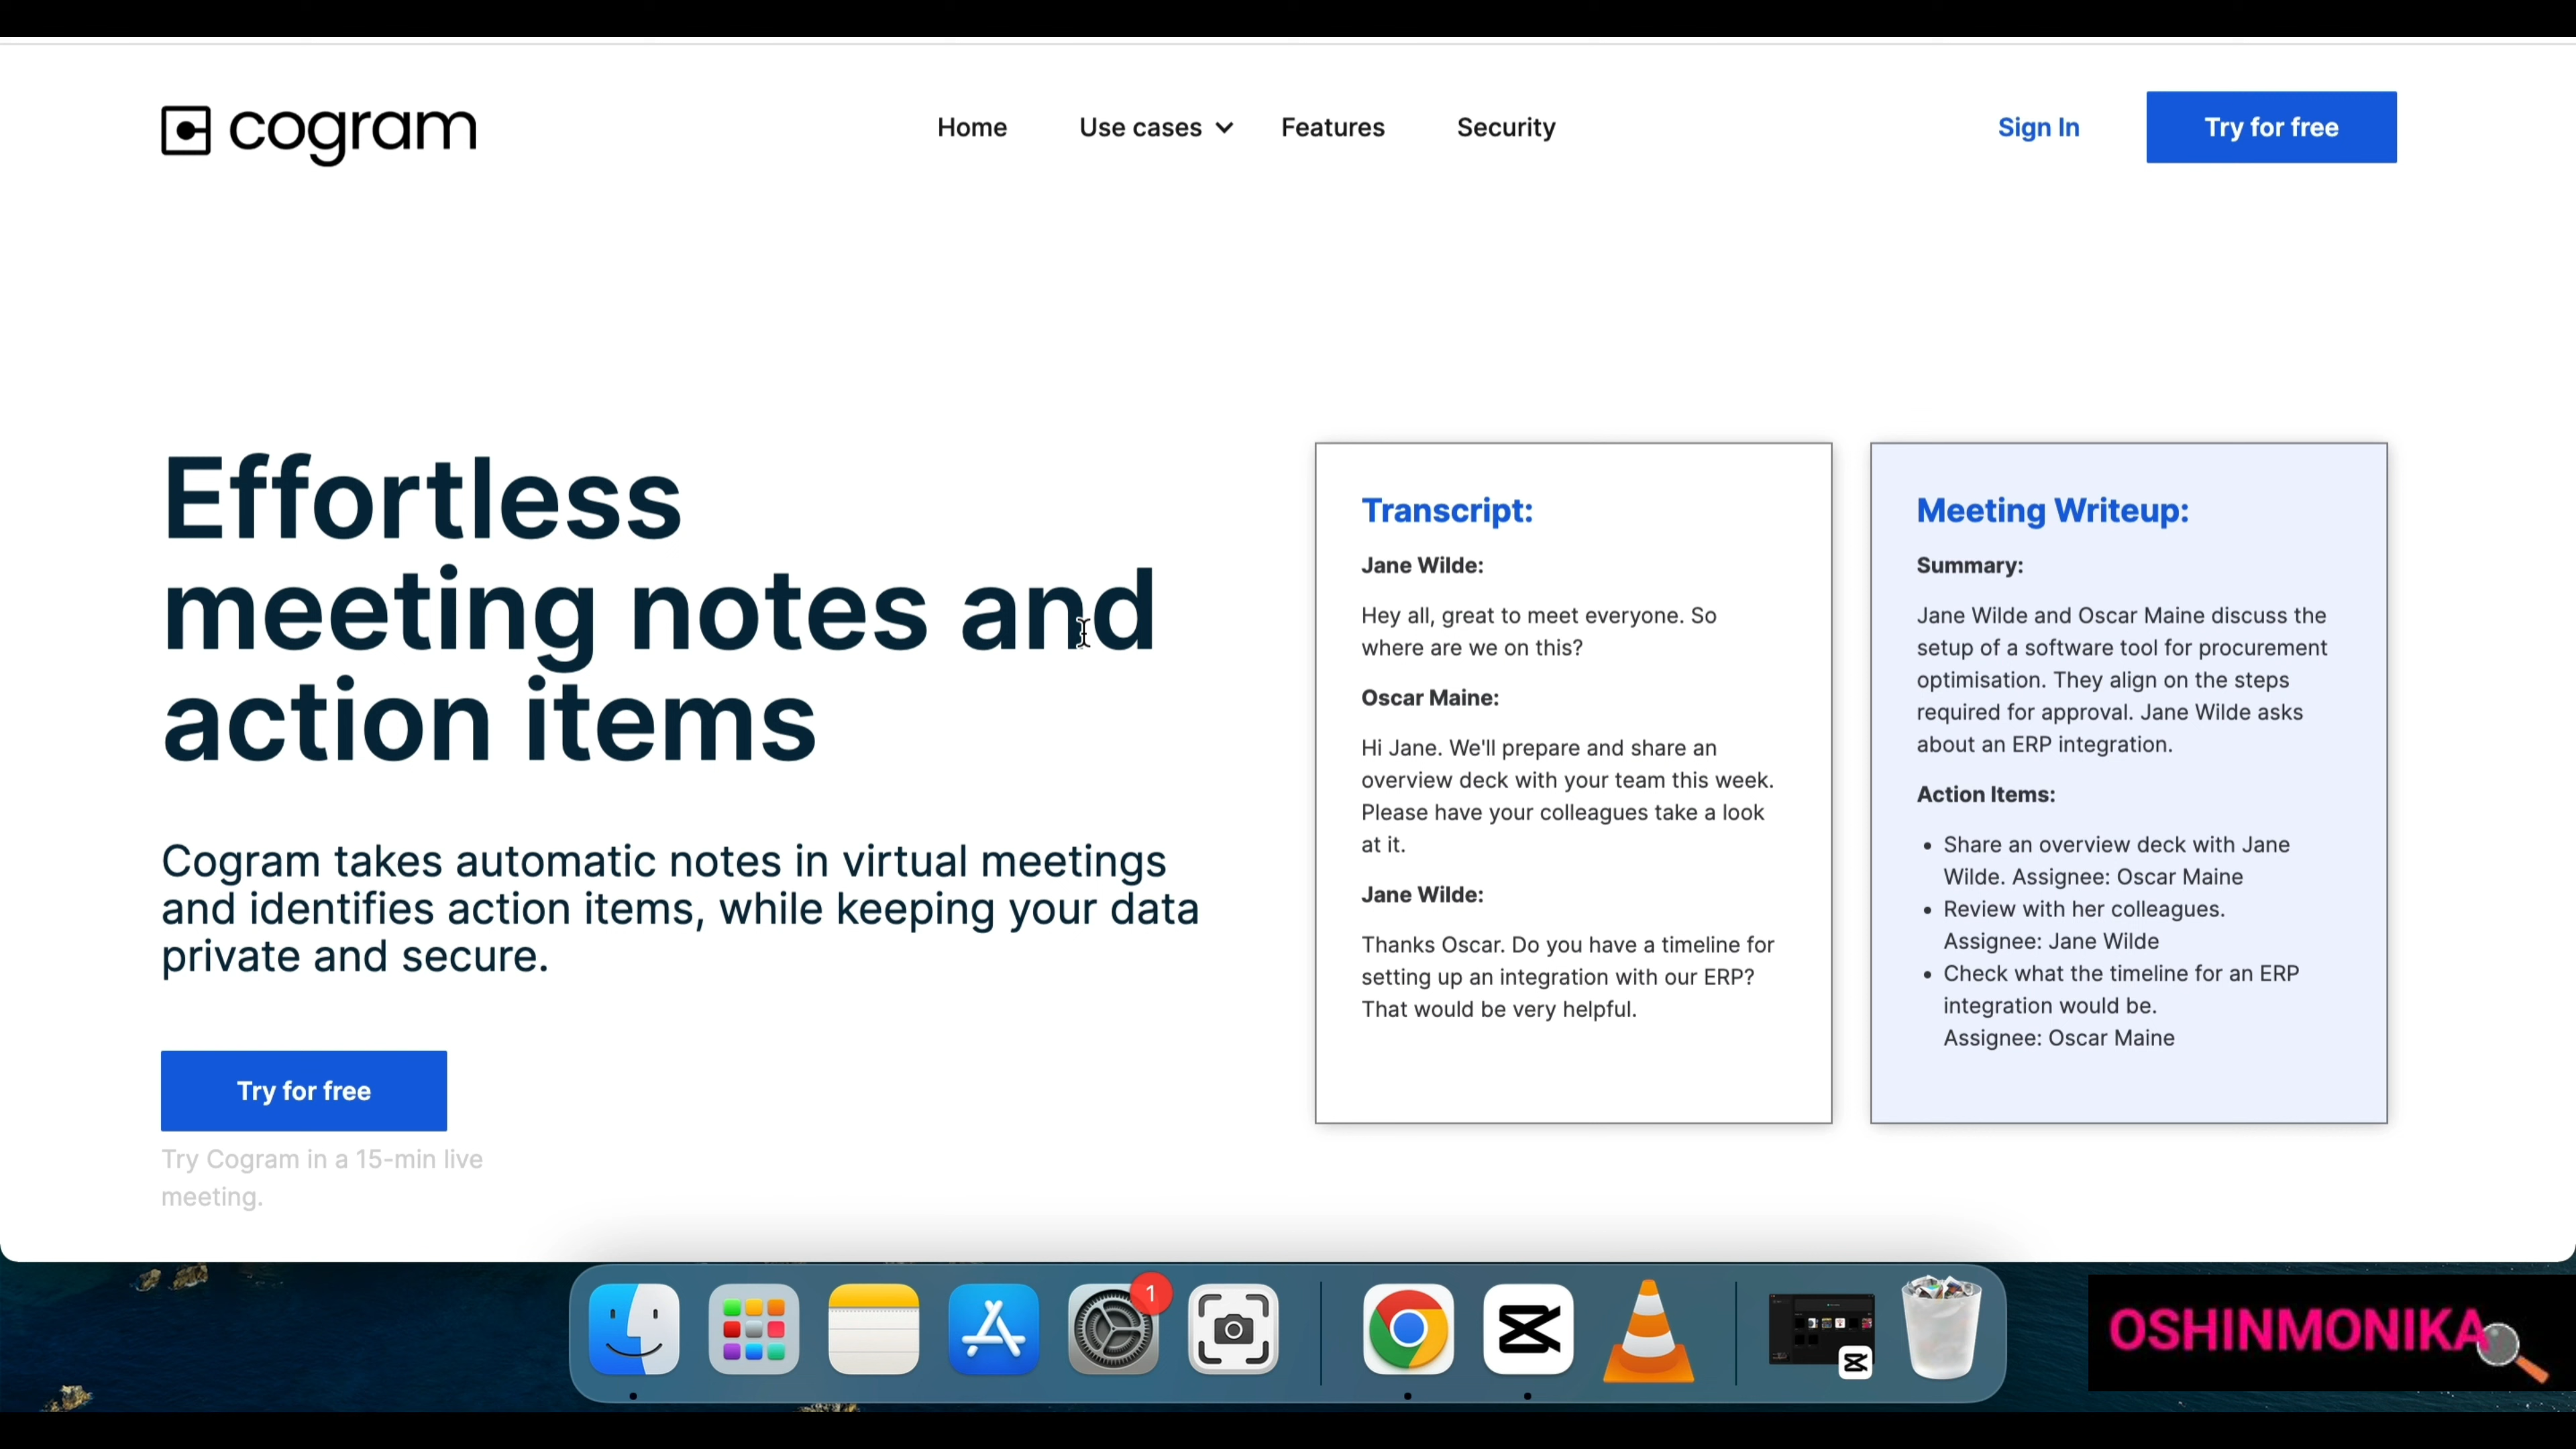 cogram
Home
Use cases
Features
Security
Sign In
Try for free
Effortless
meeting notes and
action items
Cogram takes automatic notes in virtual meetings
and identifies action items, while keeping your data
private and secure.
Try for free
Try Cogram in a 15-min live
meeting.
Transcript:
Jane Wilde:
Hey all, great to meet everyone. So
where are we on this?
Oscar Maine:
Hi Jane. We'll prepare and share an
overview deck with your team this week.
Please have your colleagues take a look
at it.
Jane Wilde:
Thanks Oscar. Do you have a timeline for
setting up an integration with our ERP?
That would be very helpful.
Meeting Writeup:
Summary:
Jane Wilde and Oscar Maine discuss the
setup of a software tool for procurement
optimisation. They align on the steps
required for approval. Jane Wilde asks
about an ERP integration.
Action Items:
• Share an overview deck with Jane
Wilde. Assignee: Oscar Maine
• Review with her colleagues.
Assignee: Jane Wilde
• Check what the timeline for an ERP
integration would be.
Assignee: Oscar Maine
1
OSHINMONIKA